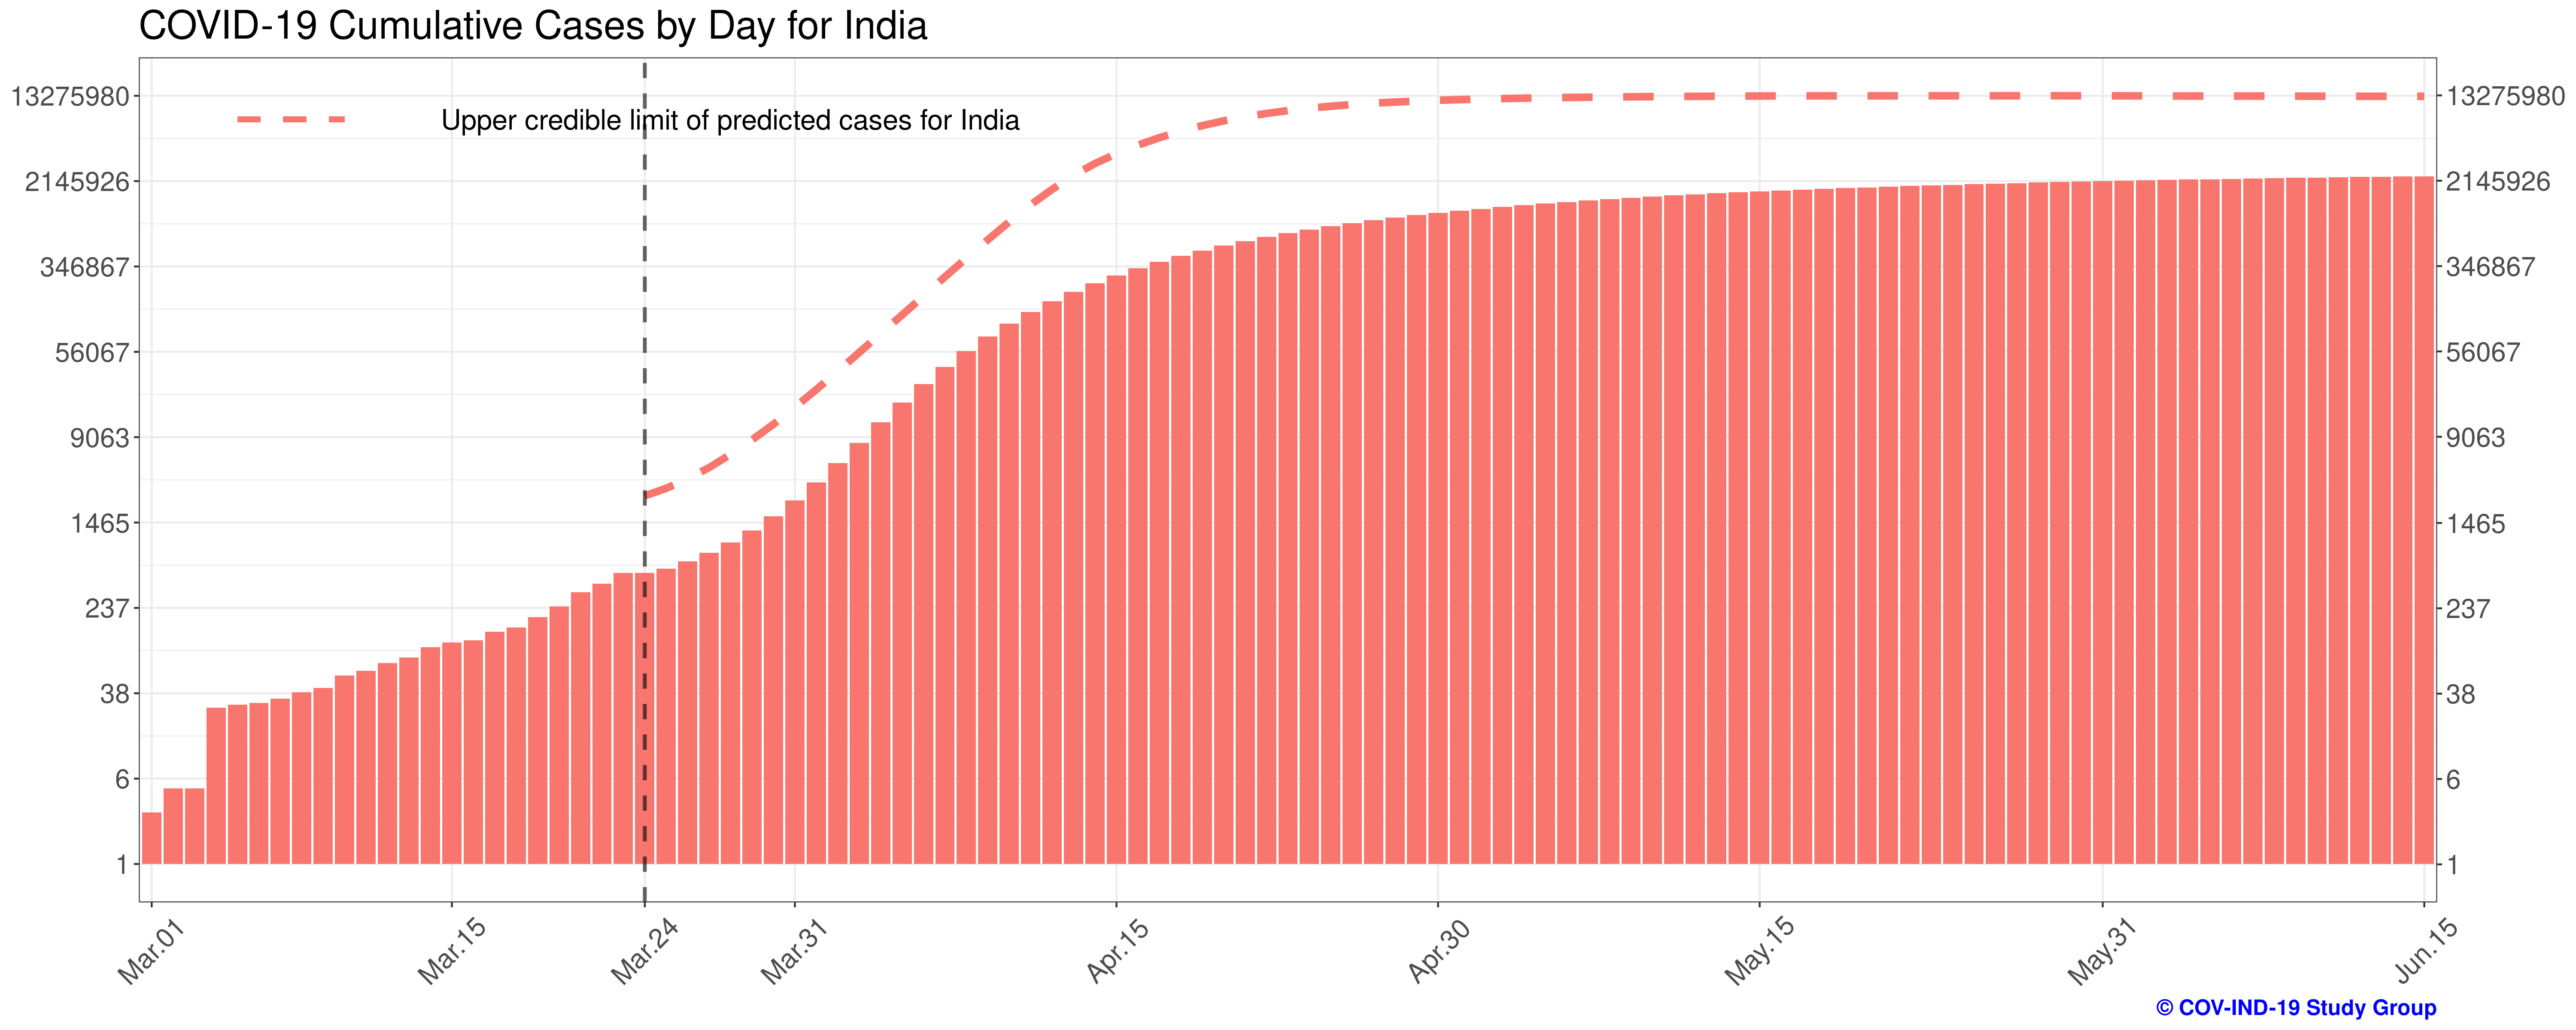 COVID-19 Cumulative Cases by Day for India
Upper credible limit of predicted cases for India
13275980
2145926
346867
56067
9063
1465
237
38
6
1
13275980
2145926
346867
56067
9063
1465
237
38
6
1
Mar.01
Mar.15
Mar.24
Mar.31
Apr.15
Apr.30
May.15
May.31
Jun.15
© COV-IND-19 Study Group